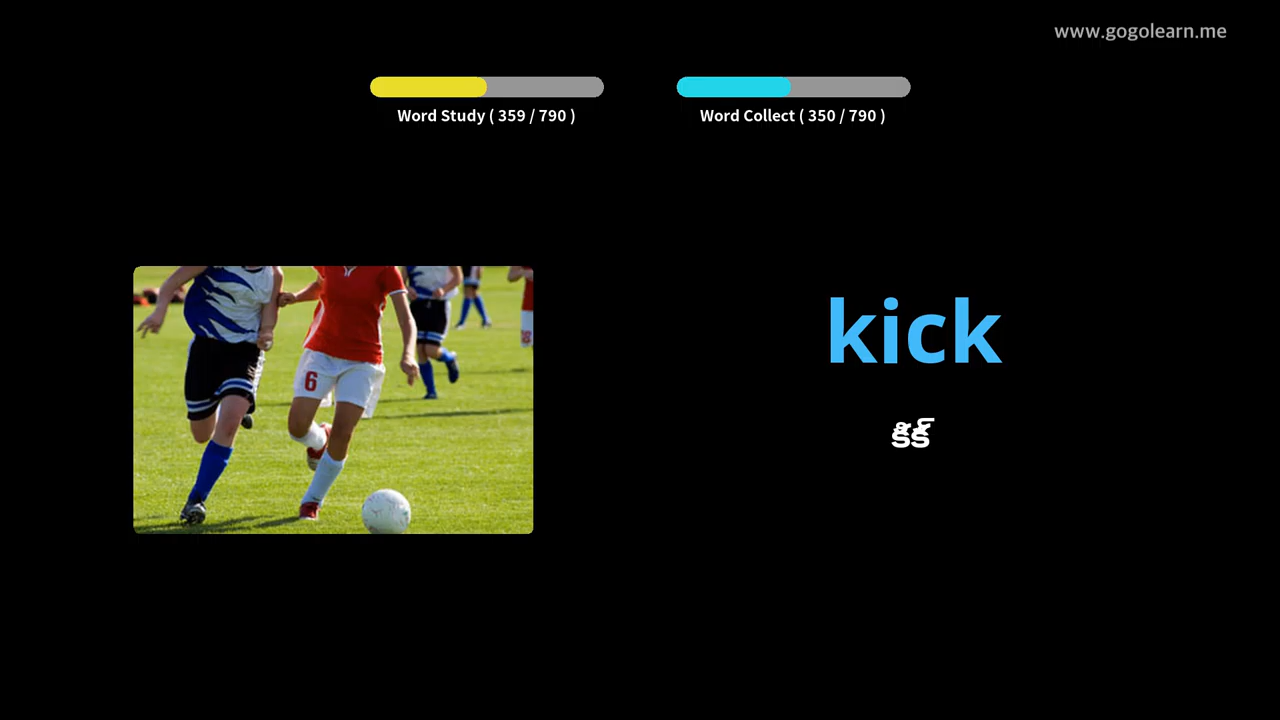 www.gogolearn.me
Word Study ( 359 / 790 )
Word Collect ( 350 / 790 )
6
kick
కిక్